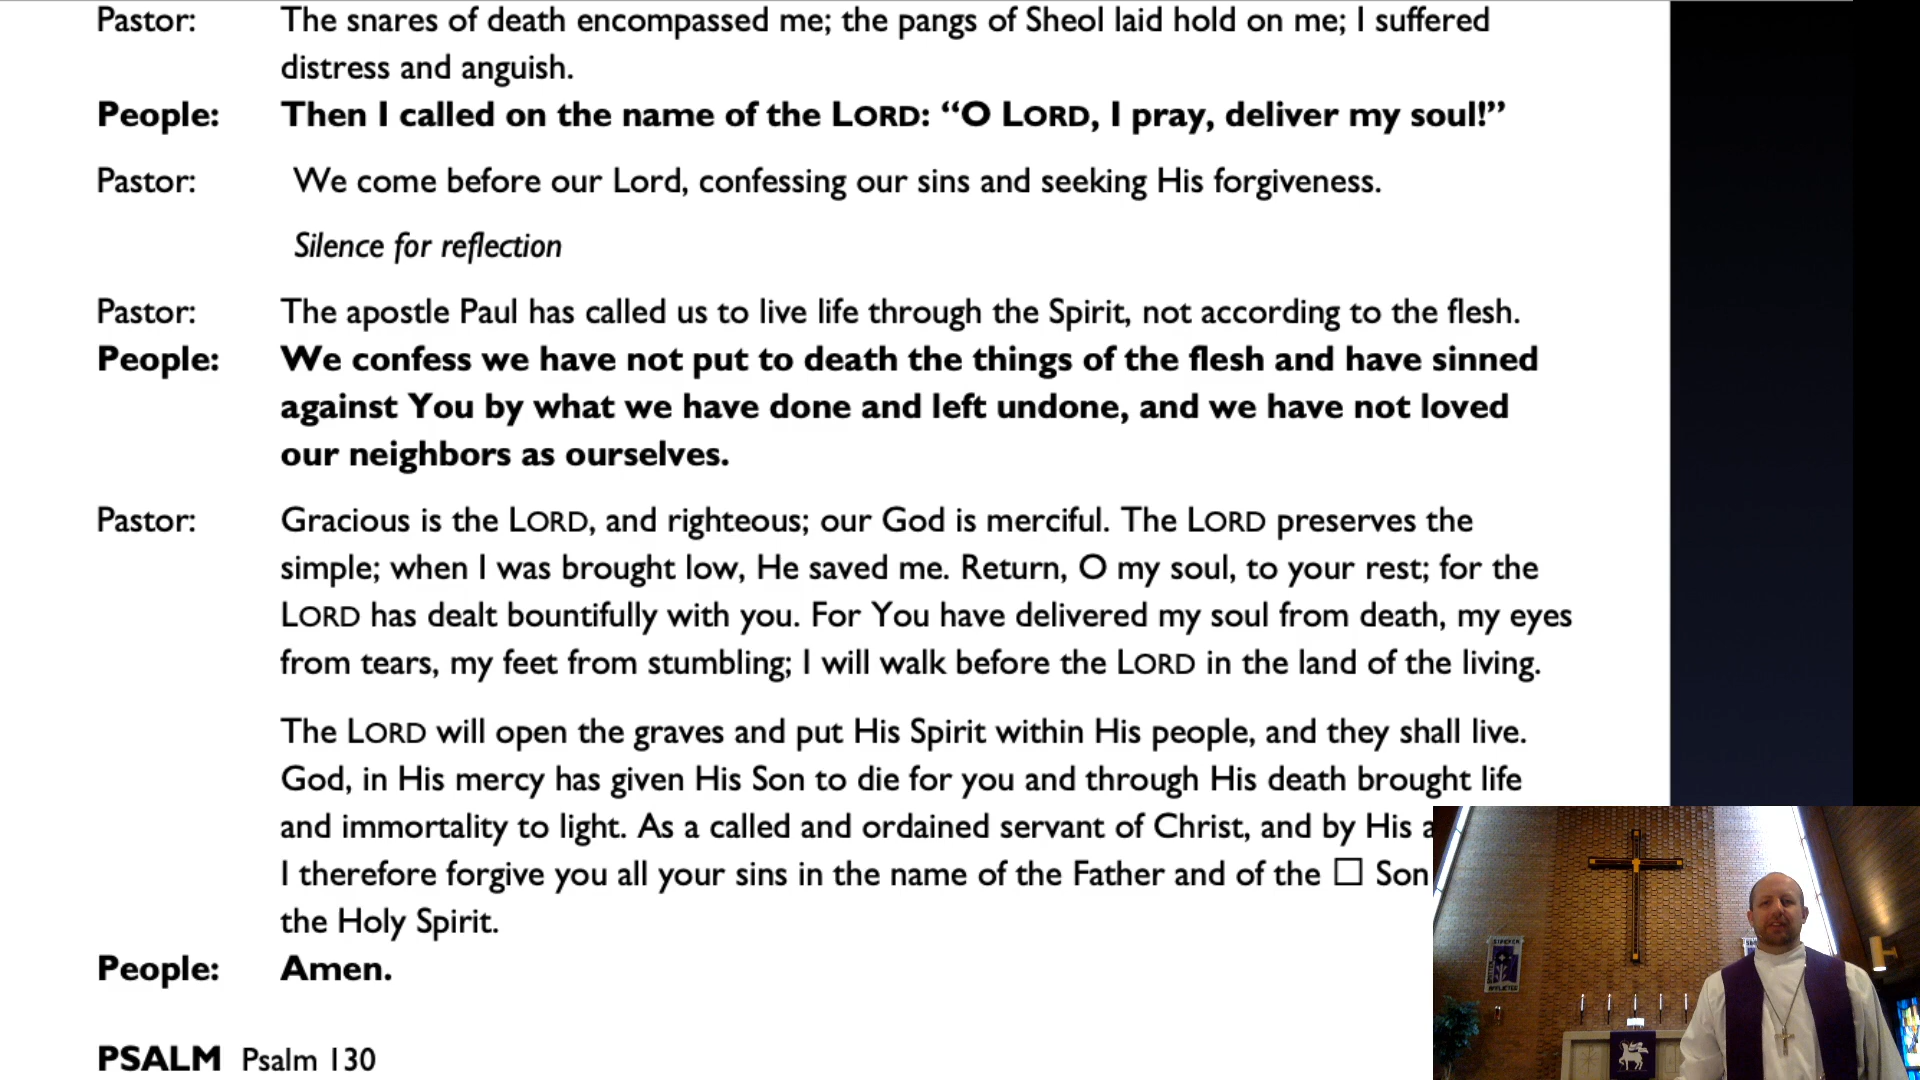 Pastor: The snares of death encompassed me; the pangs of Sheol laid hold on me; I suffered
distress and anguish.
People: Then I called on the name of the LORD: “O LORD, I pray, deliver my soul!”
Pastor: We come before our Lord, confessing our sins and seeking His forgiveness.
Silence for reflection
Pastor: The apostle Paul has called us to live life through the Spirit, not according to the flesh.
People: We confess we have not put to death the things of the flesh and have sinned
against You by what we have done and left undone, and we have not loved
our neighbors as ourselves.
Pastor: Gracious is the LORD, and righteous; our God is merciful. The LORD preserves the
simple; when I was brought low, He saved me. Return, O my soul, to your rest; for the
LORD has dealt bountifully with you. For You have delivered my soul from death, my eyes
from tears, my feet from stumbling; I will walk before the LORD in the land of the living.
The LORD will open the graves and put His Spirit within His people, and they shall live.
God, in His mercy has given His Son to die for you and through His death brought life
and immortality to light. As a called and ordained servant of Christ, and by His
I therefore forgive you all your sins in the name of the Father and of the ☐ Son
the Holy Spirit.
People: Amen.
PSALM Psalm 130